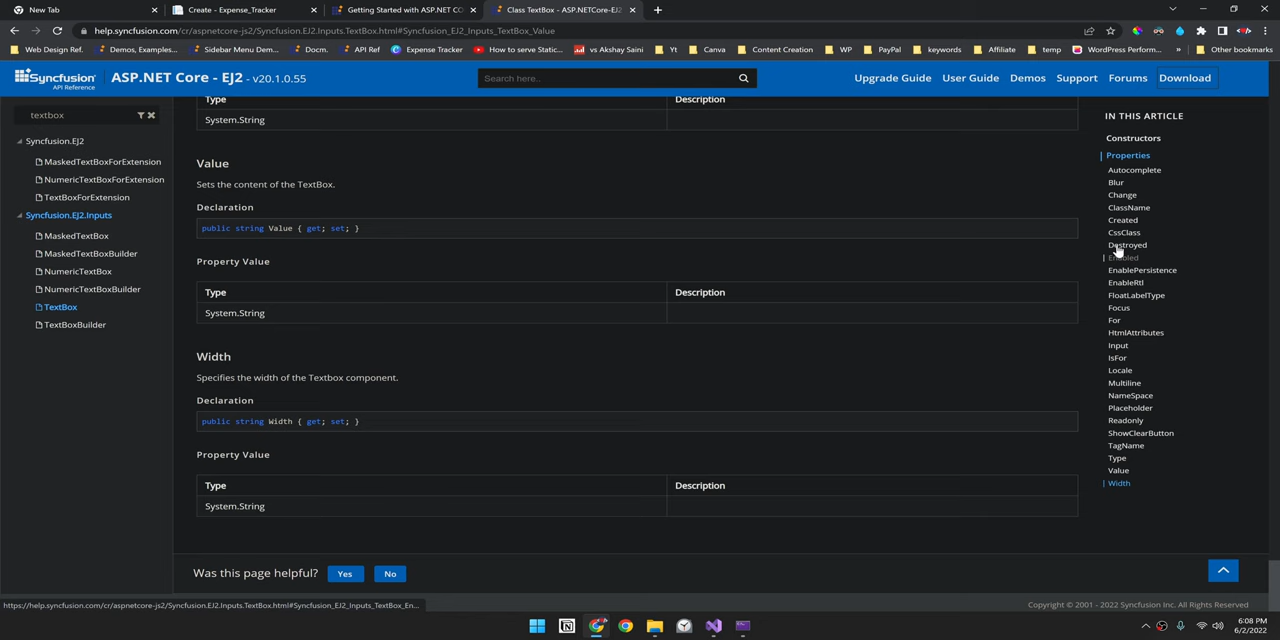 New Tab
Create - Expense_Tracker
Getting Started with ASP.NET CO
Class TextBox - ASP.NETCore-EJ2
help.syncfusion.com/cr/aspnetcore-js2/Syncfusion.EJ2.Inputs.TextBox.html#Syncfusion_EJ2_Inputs_TextBox_Value
Web Design Ref.
Demos, Examples...
Sidebar Menu Dem...
Docm.
API Ref
Expense Tracker
How to serve Static...
vs Akshay Saini
Yt
Canva
Content Creation
WP
PayPal
keywords
Affiliate
temp
WordPress Perform...
»
Other bookmarks
Syncfusion
API Reference
ASP.NET Core - EJ2 - v20.1.0.55
Search here..
Upgrade Guide
User Guide
Demos
Support
Forums
Download
textbox
Syncfusion.EJ2
MaskedTextBoxForExtension
NumericTextBoxForExtension
TextBoxForExtension
Syncfusion.EJ2.Inputs
MaskedTextBox
MaskedTextBoxBuilder
NumericTextBox
NumericTextBoxBuilder
TextBox
TextBoxBuilder
Type Description
System.String
Value
Sets the content of the TextBox.
Declaration
public string Value { get; set; }
Property Value
Type Description
System.String
Width
Specifies the width of the Textbox component.
Declaration
public string Width { get; set; }
Property Value
Type Description
System.String
IN THIS ARTICLE
Constructors
Properties
Autocomplete
Blur
Change
ClassName
Created
CssClass
Destroyed
Enabled
EnablePersistence
EnableRtl
FloatLabelType
Focus
For
HtmlAttributes
Input
IsFor
Locale
Multiline
NameSpace
Placeholder
Readonly
ShowClearButton
TagName
Type
Value
Width
Was this page helpful?
Yes
No
https://help.syncfusion.com/cr/aspnetcore-js2/Syncfusion.EJ2.Inputs.TextBox.html#Syncfusion_EJ2_Inputs_TextBox_En...
Copyright © 2001 - 2022 Syncfusion Inc. All Rights Reserved
6:08 PM
6/2/2022